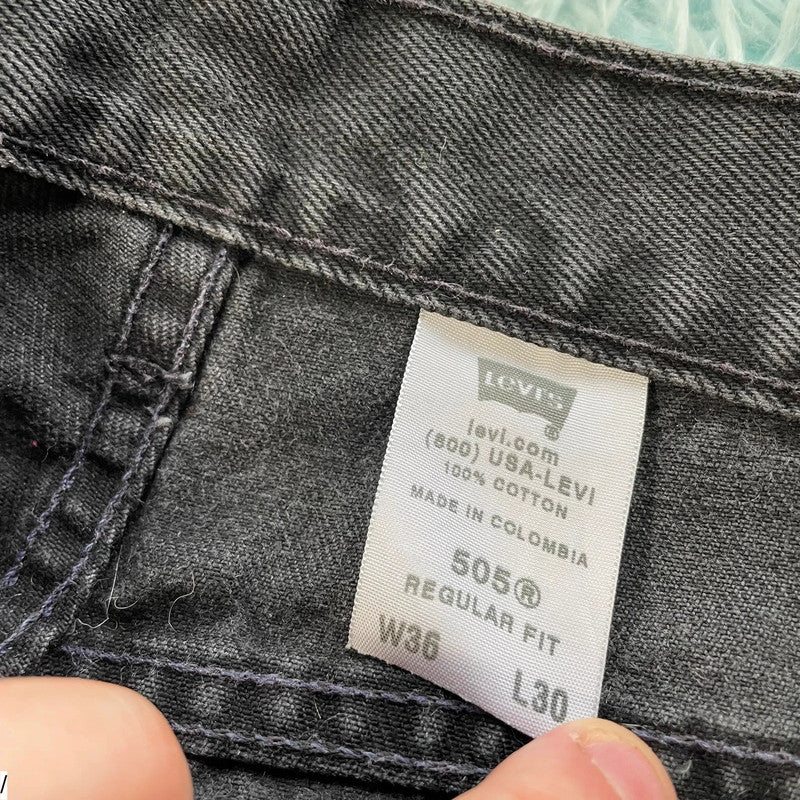 LEVI'S
®
levi.com
(800) USA-LEVI
100% COTTON
MADE IN COLOMBIA
505®
REGULAR FIT
W36
L30
/